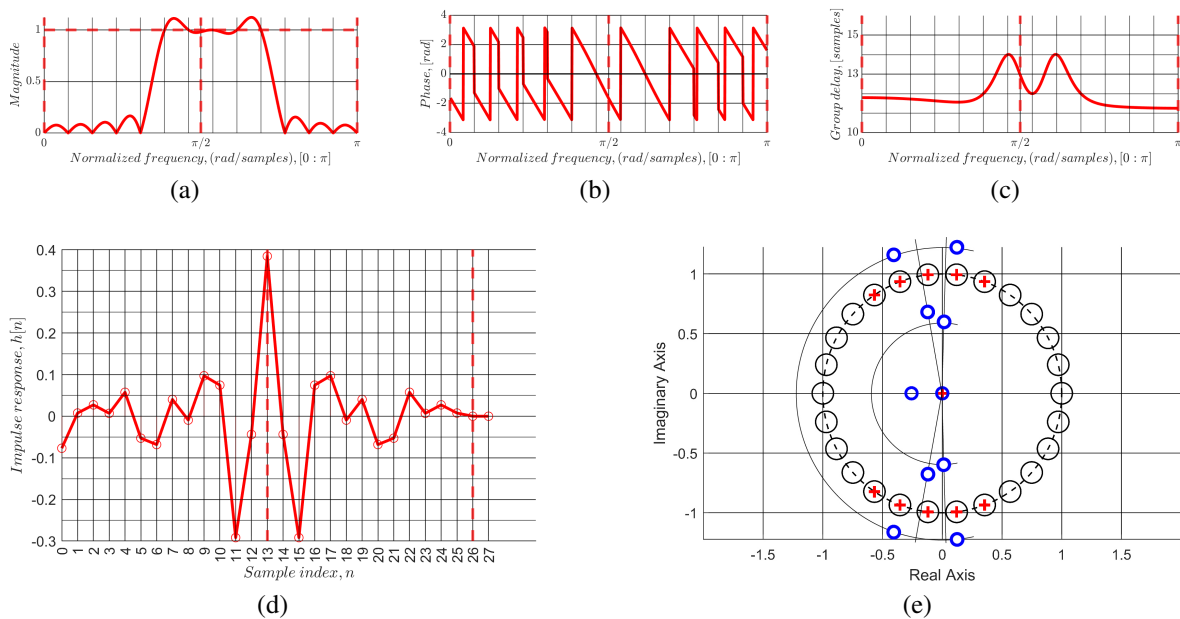 Magnitude
1
0.5
0
0
π/2
π
Normalized frequency, (rad/samples), [0 : π]
(a)
Phase, [rad]
4
2
0
-2
-4
0
π/2
π
Normalized frequency, (rad/samples), [0 : π]
(b)
Group delay, [samples]
15
13
10
0
π/2
π
Normalized frequency, (rad/samples), [0 : π]
(c)
Impulse response, h[n]
0.4
0.3
0.2
0.1
0
-0.1
-0.2
-0.3
0 1 2 3 4 5 6 7 8 9 10 11 12 13 14 15 16 17 18 19 20 21 22 23 24 25 26 27
Sample index, n
(d)
Imaginary Axis
1
0.5
0
-0.5
-1
-1.5 -1 -0.5 0 0.5 1 1.5 2
Real Axis
(e)